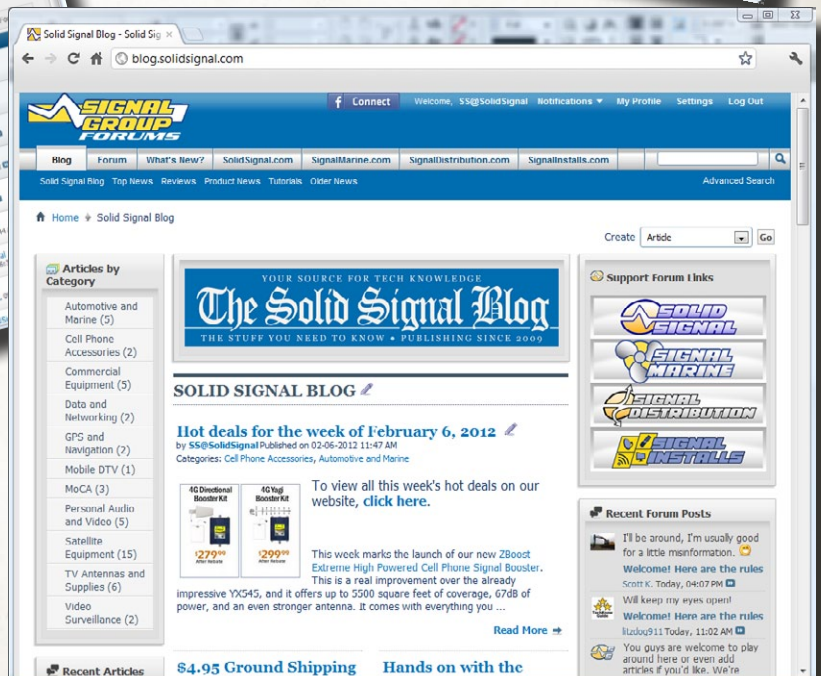 Solid Signal Blog - Solid Sig
blog.solidsignal.com
SIGNAL
GROUP
FORUMS
f Connect
Welcome, SS@SolidSignal Notifications My Profile Settings Log Out
Blog Forum What's New? SolidSignal.com SignalMarine.com SignalDistribution.com SignalInstalls.com
Solid Signal Blog Top News Reviews Product News Tutorials Older News
Advanced Search
Home Solid Signal Blog
Create Article Go
Articles by
Category
Automotive and
Marine (5)
Cell Phone
Accessories (2)
Commercial
Equipment (5)
Data and
Networking (2)
GPS and
Navigation (2)
Mobile DTV (1)
MoCA (3)
Personal Audio
and Video (5)
Satellite
Equipment (15)
TV Antennas and
Supplies (6)
Video
Surveillance (2)
Recent Articles
YOUR SOURCE FOR TECH KNOWLEDGE
The Solid Signal Blog
THE STUFF YOU NEED TO KNOW • PUBLISHING SINCE 2009
SOLID SIGNAL BLOG
Hot deals for the week of February 6, 2012
by SS@SolidSignal Published on 02-06-2012 11:47 AM
Categories: Cell Phone Accessories, Automotive and Marine
4G Directional
Booster Kit
$279.99
After Rebate
4G Yagi
Booster Kit
$299.99
After Rebate
To view all this week's hot deals on our
website, click here.
This week marks the launch of our new ZBoost
Extreme High Powered Cell Phone Signal Booster.
This is a real improvement over the already
impressive YX545, and it offers up to 5500 square feet of coverage, 67dB of
power, and an even stronger antenna. It comes with everything you ...
Read More
$4.95 Ground Shipping
Hands on with the
Support Forum Links
SOLID
SIGNAL
SIGNAL
MARINE
SIGNAL
DISTRIBUTION
SIGNAL
INSTALLS
Recent Forum Posts
I'll be around, I'm usually good
for a little misnformation.
Welcome! Here are the rules
Scott K. Today, 04:07 PM
Will keep my eyes open!
Welcome! Here are the rules
litzdog911 Today, 11:02 AM
You guys are welcome to play
around here or even add
articles if you'd like. We're